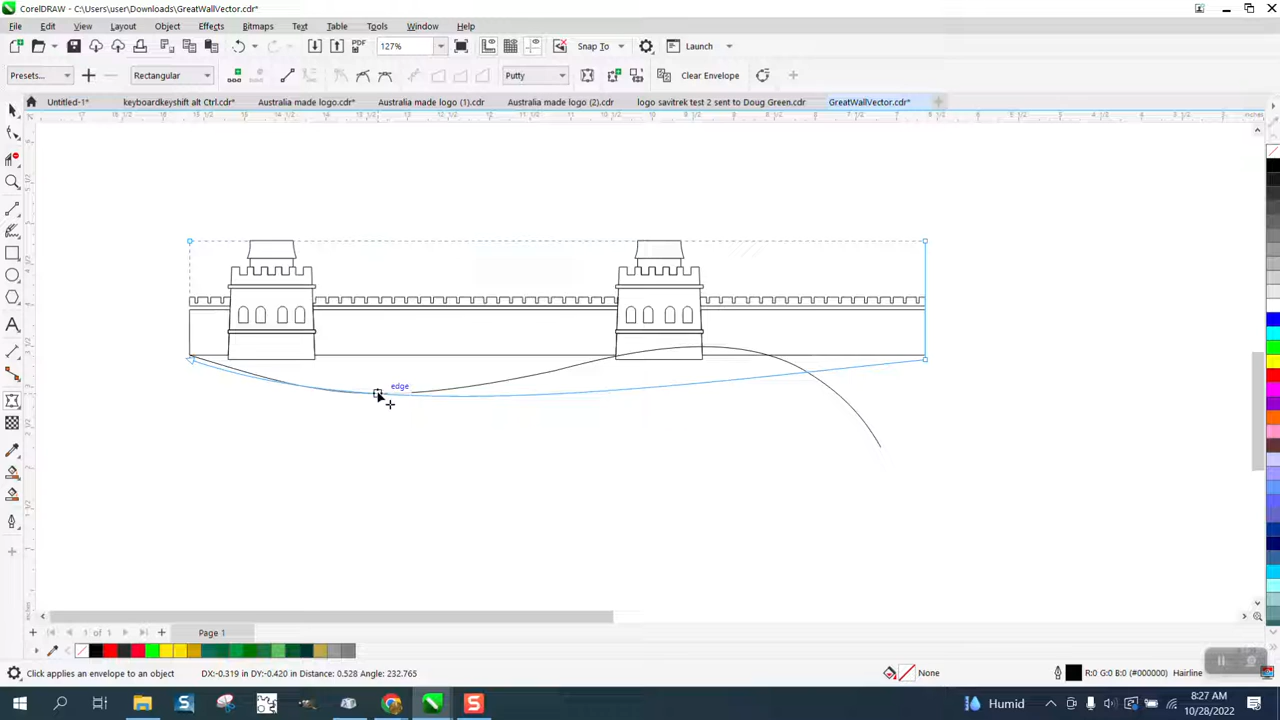 CorelDRAW - C:\Users\user\Downloads\GreatWallVector.cdr*
File Edit View Layout Object Effects Bitmaps Text Tools Table Window Help
PDF 127% Snap To Launch
Presets... Rectangular Putty Clear Envelope
Untitled-1* keyboardkeyshift alt Ctrl.cdr* Australia made logo.cdr* Australia made logo (1).cdr Australia made logo (2).cdr logo savitrek test 2 sent to Doug Green.cdr GreatWallVector.cdr*
edge
1 of 1 Page 1
Click applies an envelope to an object DX:-0.319 in DY:-0.420 in Distance: 0.528 Angle: 232.765 None R:0 G:0 B:0 (#000000) Hairline
Humid 8:27 AM
10/28/2022